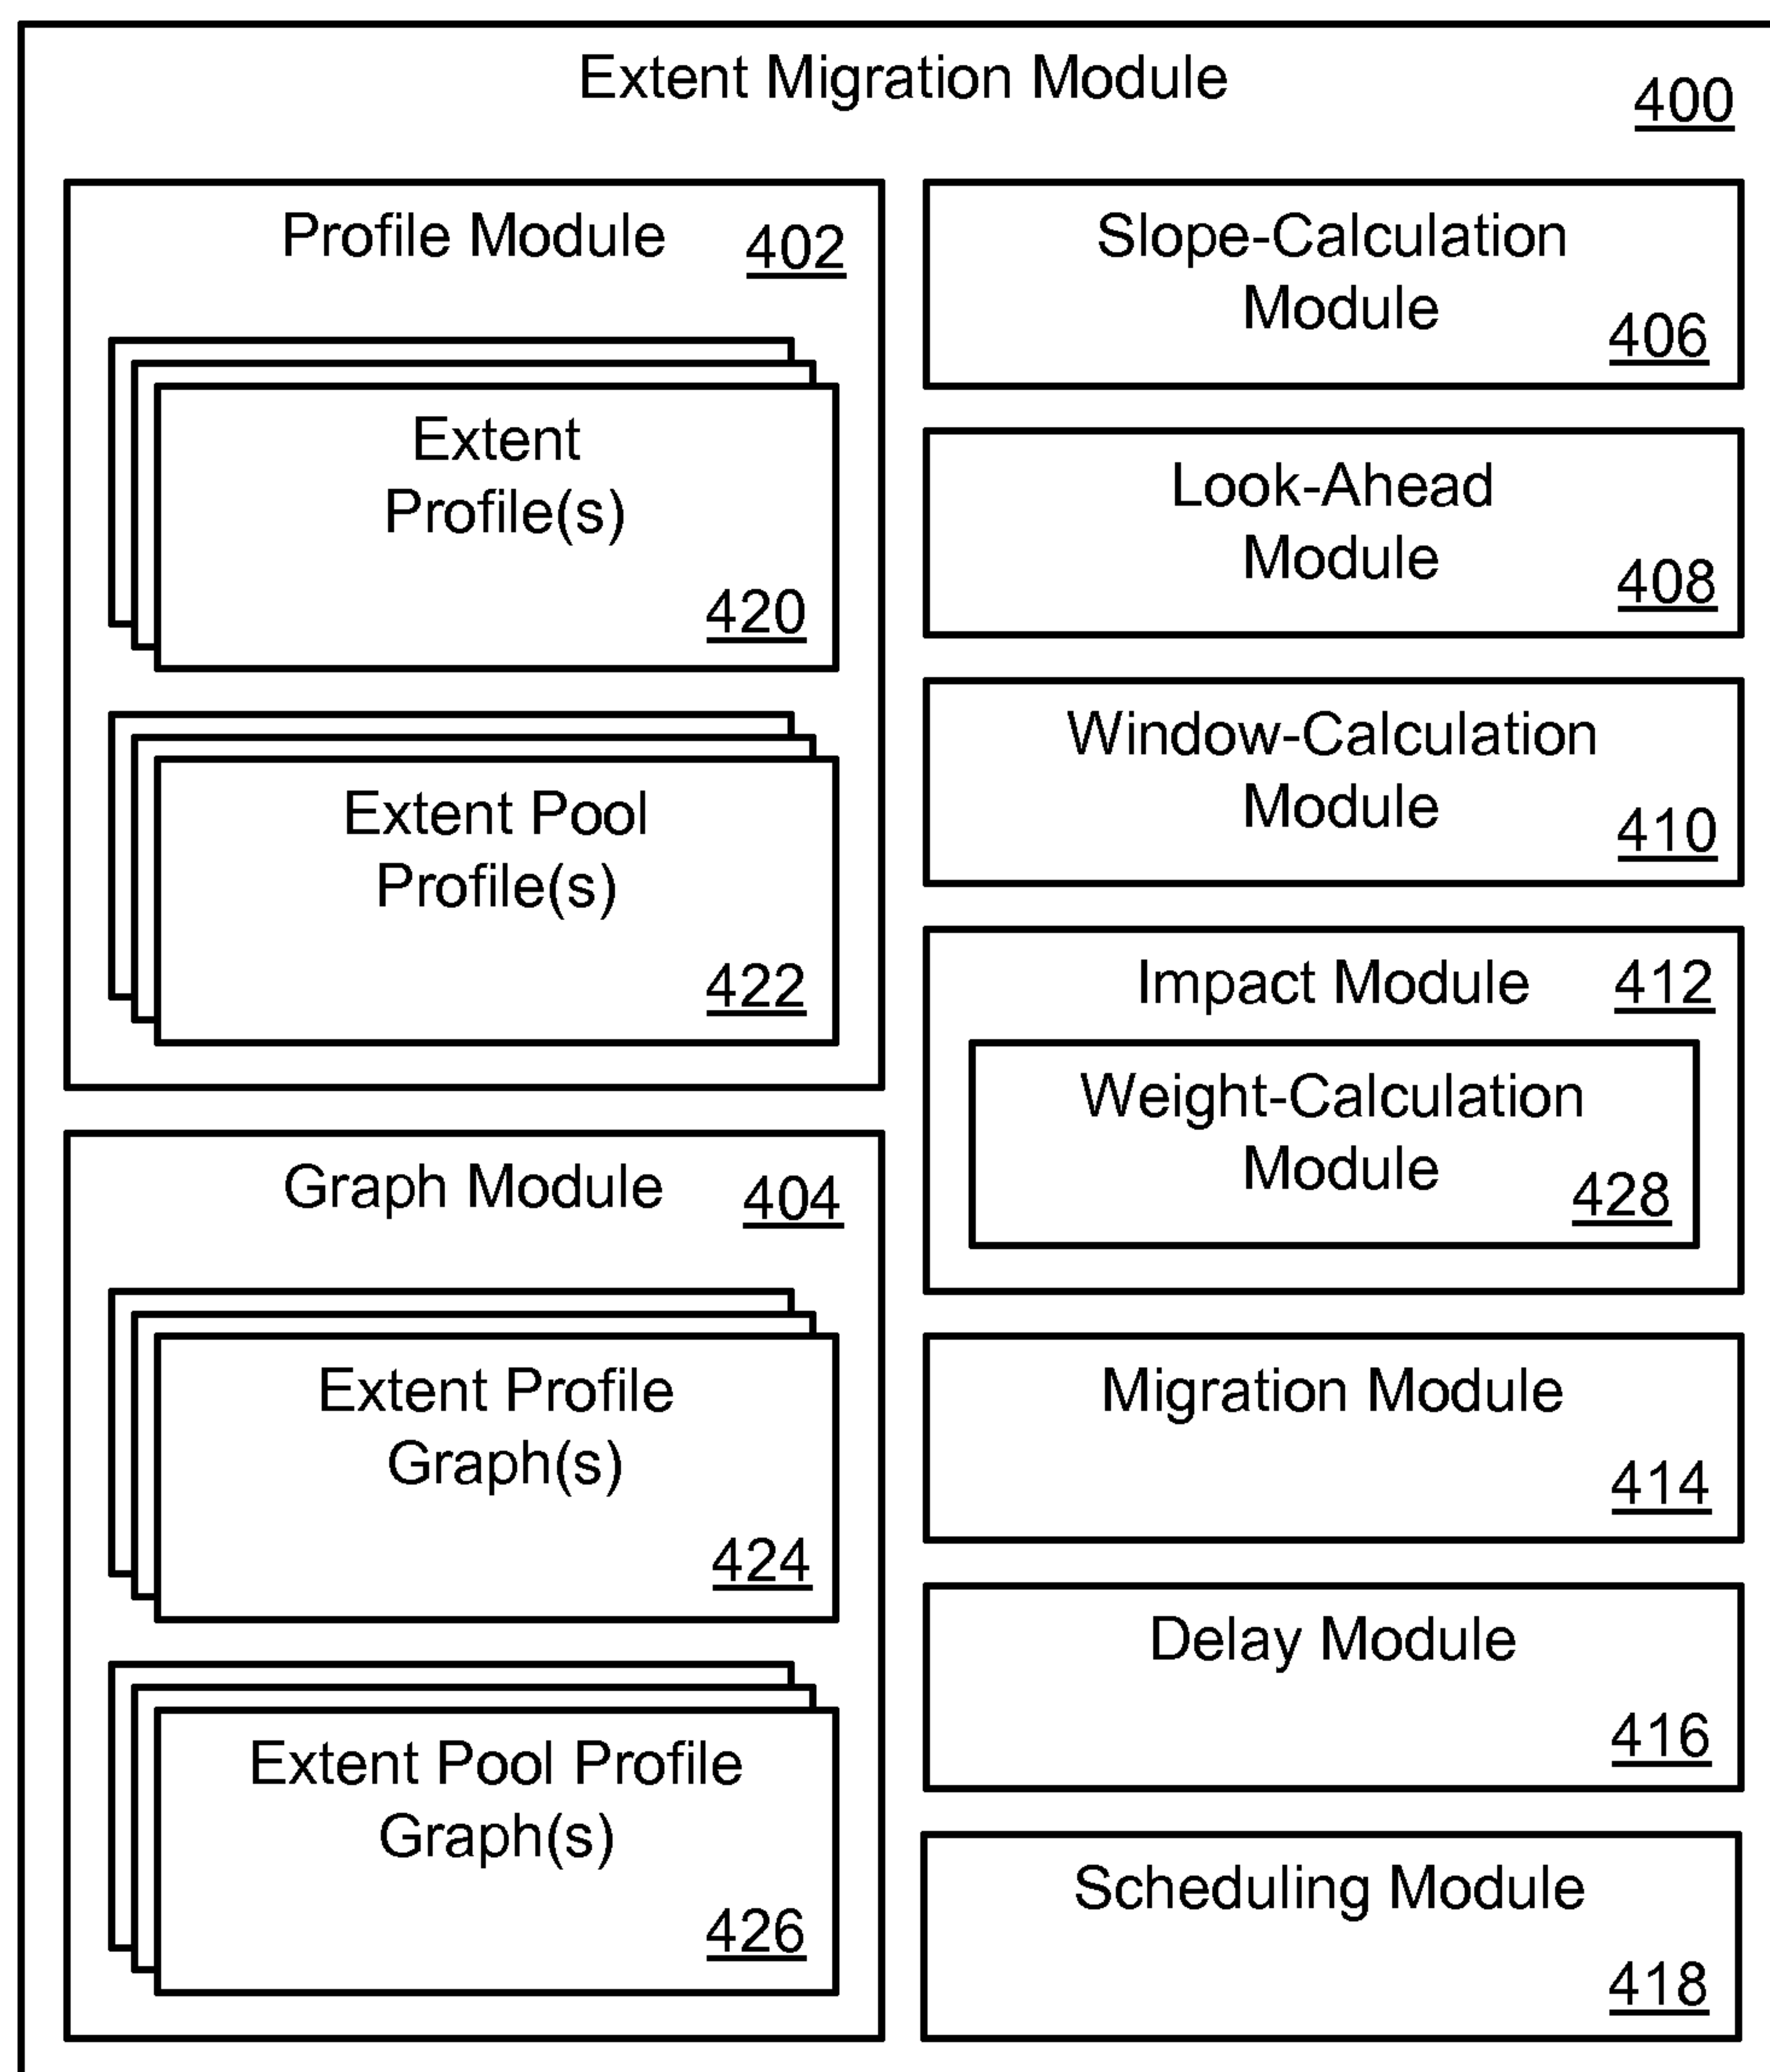 Extent Migration Module
400
Profile Module
402
Extent
Profile(s)
420
Extent Pool
Profile(s)
422
Graph Module
404
Extent Profile
Graph(s)
424
Extent Pool Profile
Graph(s)
426
Slope-Calculation
Module
406
Look-Ahead
Module
408
Window-Calculation
Module
410
Impact Module
412
Weight-Calculation
Module
428
Migration Module
414
Delay Module
416
Scheduling Module
418